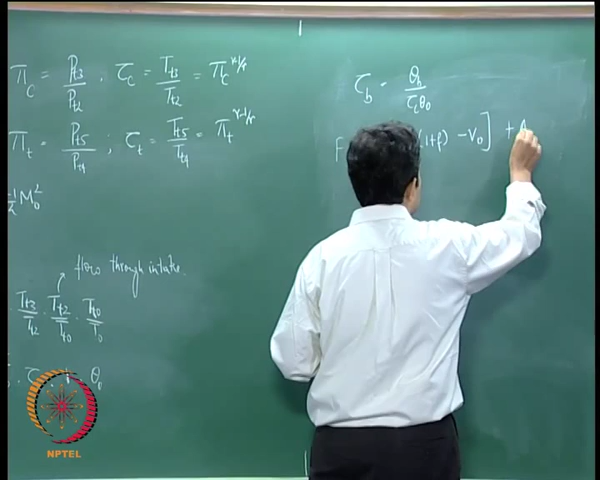 π_c = P_t3/P_t2 , τ_c = T_t3/T_t2 = π_c^(γ-1/γ)
π_t = P_t5/P_t4 ; τ_t = T_t5/T_t4 = π_t^(γ-1/γ)
-1/2 M_0^2
flow through intake
T_t3/T_t2 · T_t2/T_t0 · T_t0/T_0
θ_0
τ_b = θ_b/(τ_c θ_0)
F (1+f) - V_0] + A
NPTEL